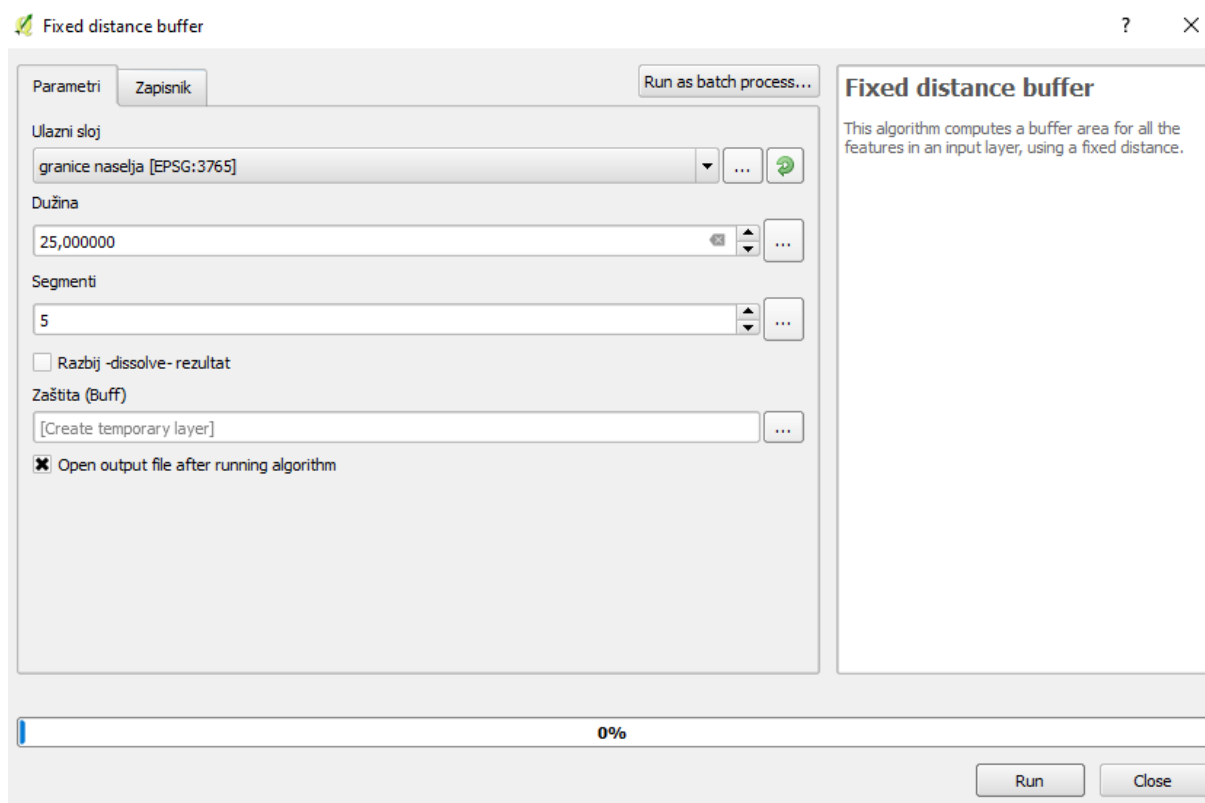 Fixed distance buffer
?
Parametri
Zapisnik
Run as batch process...
Ulazni sloj
granice naselja [EPSG:3765]
...
Dužina
25,000000
...
Segmenti
5
...
Razbij -dissolve- rezultat
Zaštita (Buff)
[Create temporary layer]
...
Open output file after running algorithm
Fixed distance buffer
This algorithm computes a buffer area for all the
features in an input layer, using a fixed distance.
0%
Run
Close